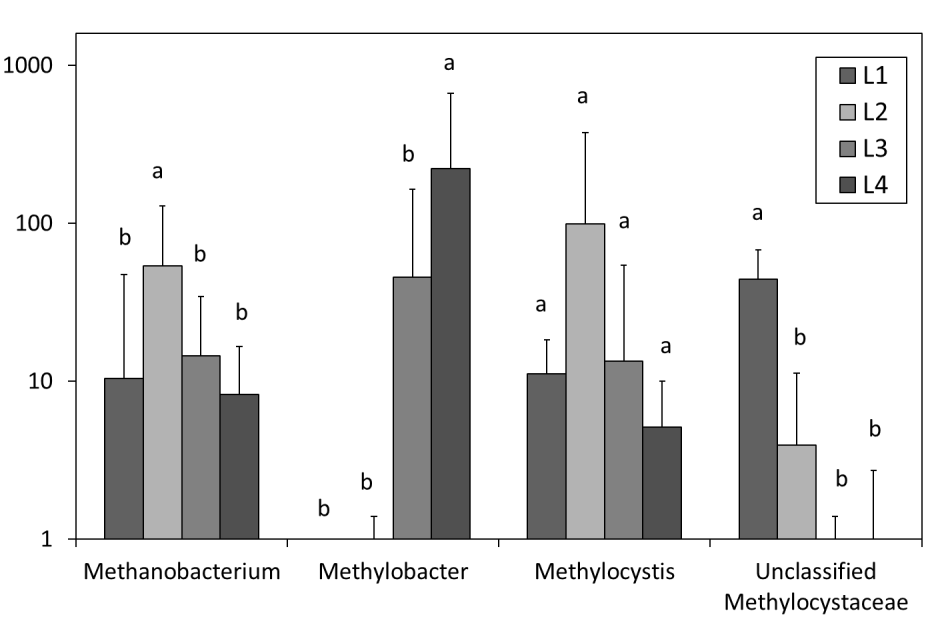 1000
100
10
1
b
a
b
b
b
b
b
a
a
a
a
a
a
b
b
b
L1
L2
L3
L4
Methanobacterium
Methylobacter
Methylocystis
Unclassified
Methylocystaceae